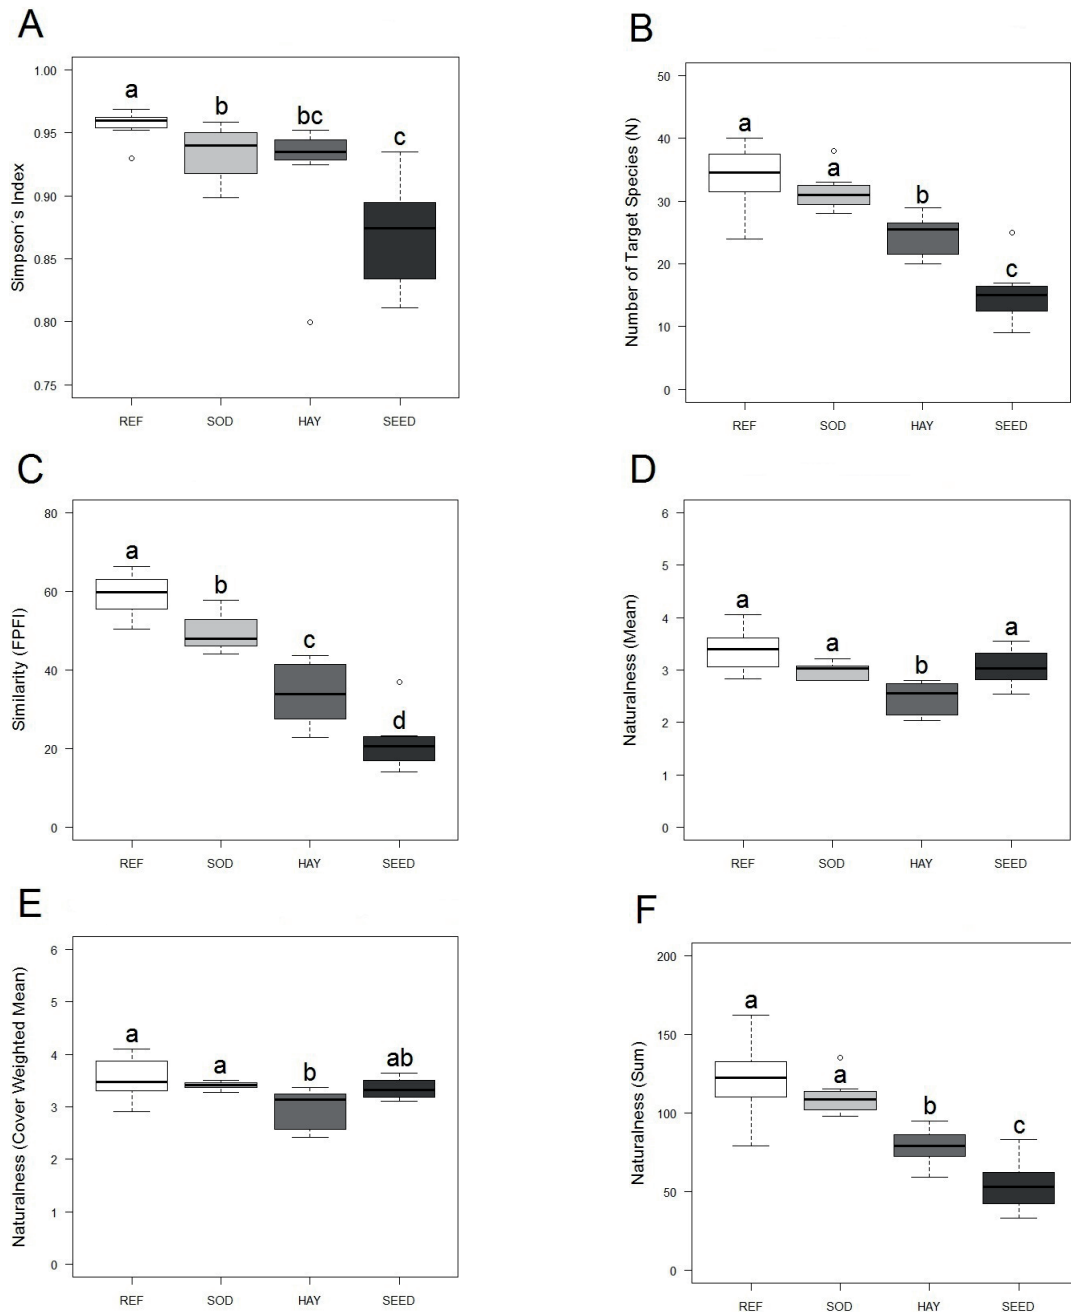 A
Simpson´s Index
1.00
0.95
0.90
0.85
0.80
0.75
a
b
bc
c
REF SOD HAY SEED
B
Number of Target Species (N)
50
40
30
20
10
0
a
a
b
c
REF SOD HAY SEED
C
Similarity (FPFI)
80
60
40
20
0
a
b
c
d
REF SOD HAY SEED
D
Naturalness (Mean)
6
5
4
3
2
1
0
a
a
b
a
REF SOD HAY SEED
E
Naturalness (Cover Weighted Mean)
6
5
4
3
2
1
0
a
a
b
ab
REF SOD HAY SEED
F
Naturalness (Sum)
200
150
100
50
0
a
a
b
c
REF SOD HAY SEED